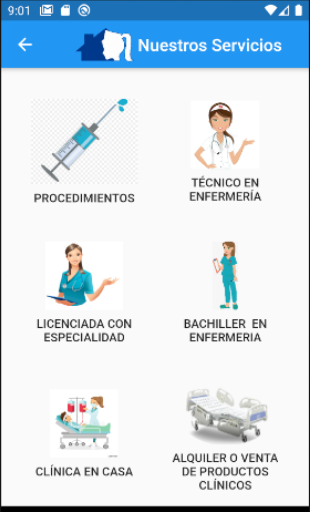 9:01
Nuestros Servicios
PROCEDIMIENTOS
TÉCNICO EN
ENFERMERÍA
LICENCIADA CON
ESPECIALIDAD
BACHILLER EN
ENFERMERIA
CLÍNICA EN CASA
ALQUILER O VENTA
DE PRODUCTOS
CLÍNICOS